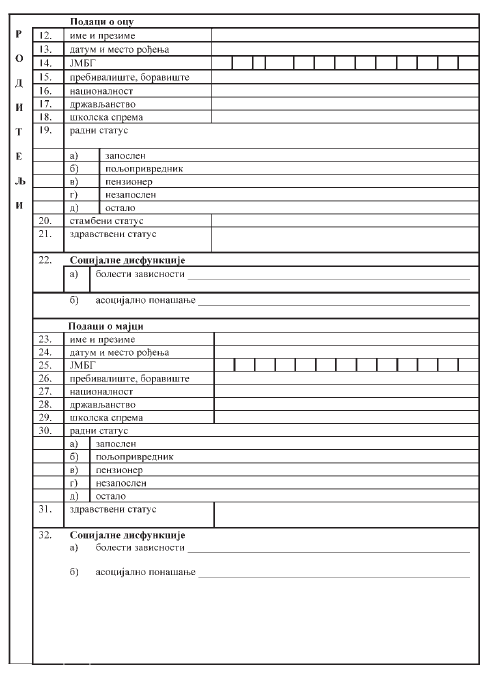 Р О Д И Т Е Љ И
Подаци о оцу
12. име и презиме
13. датум и место рођења
14. ЈМБГ
15. пребивалиште, боравиште
16. националност
17. држављанство
18. школска спрема
19. радни статус
а) запослен
б) пољопривредник
в) пензионер
г) незапослен
д) остало
20. стамбени статус
21. здравствени статус
22. Социјалне дисфункције
а) болести зависности
б) асоцијално понашање
Подаци о мајци
23. име и презиме
24. датум и место рођења
25. ЈМБГ
26. пребивалиште, боравиште
27. националност
28. држављанство
29. школска спрема
30. радни статус
а) запослен
б) пољопривредник
в) пензионер
г) незапослен
д) остало
31. здравствени статус
32. Социјалне дисфункције
а) болести зависности
б) асоцијално понашање